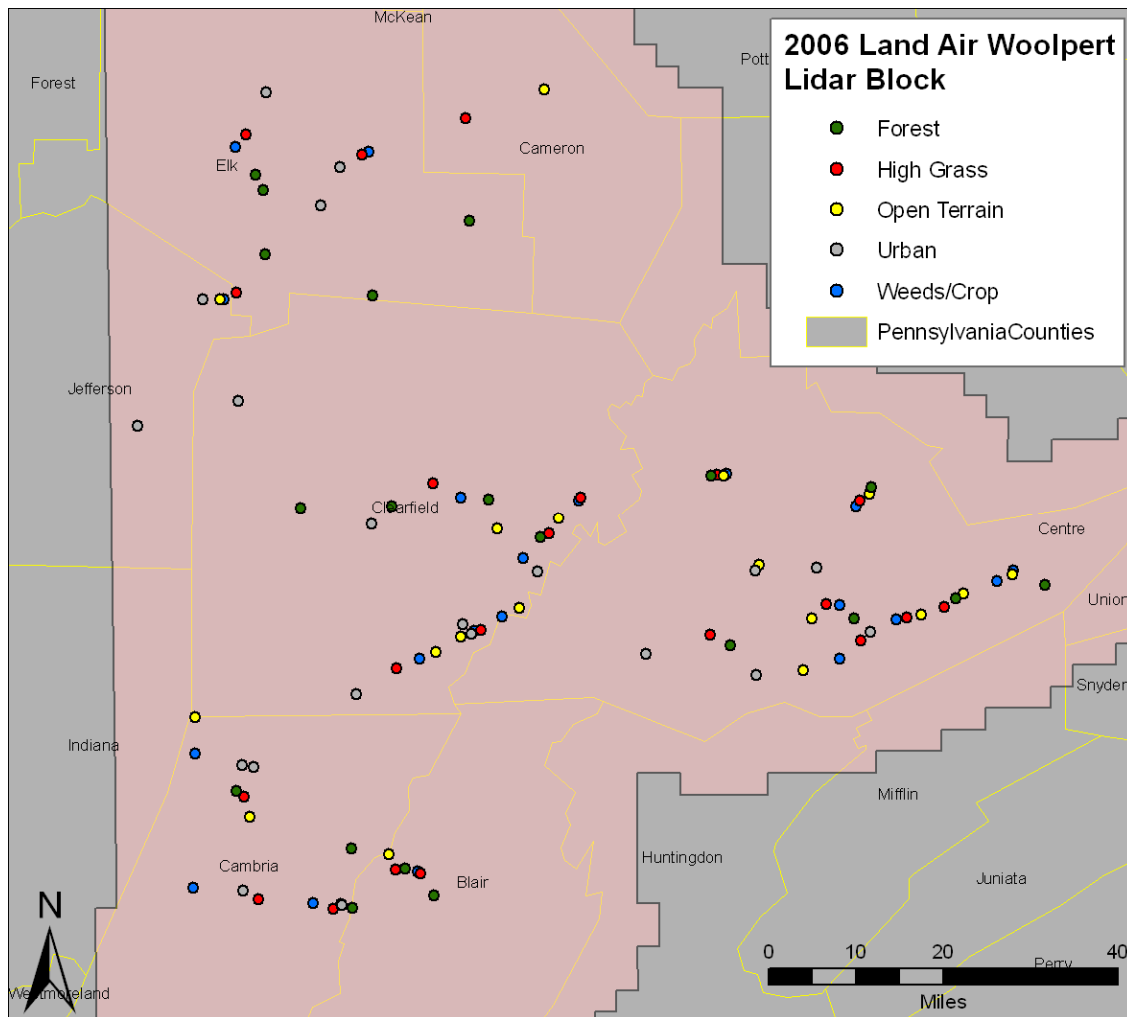 McKean
Forest
Pott
2006 Land Air Woolpert
Lidar Block
Forest
High Grass
Open Terrain
Urban
Weeds/Crop
PennsylvaniaCounties
Cameron
Elk
Jefferson
Clearfield
Centre
Union
Snyder
Indiana
Mifflin
Huntingdon
Cambria
Blair
Juniata
N
0 10 20 40
Perry
Miles
Westmoreland